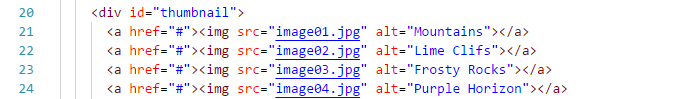 20 <div id="thumbnail">
21 <a href="#"><img src="image01.jpg" alt="Mountains"></a>
22 <a href="#"><img src="image02.jpg" alt="Lime Clifs"></a>
23 <a href="#"><img src="image03.jpg" alt="Frosty Rocks"></a>
24 <a href="#"><img src="image04.jpg" alt="Purple Horizon"></a>